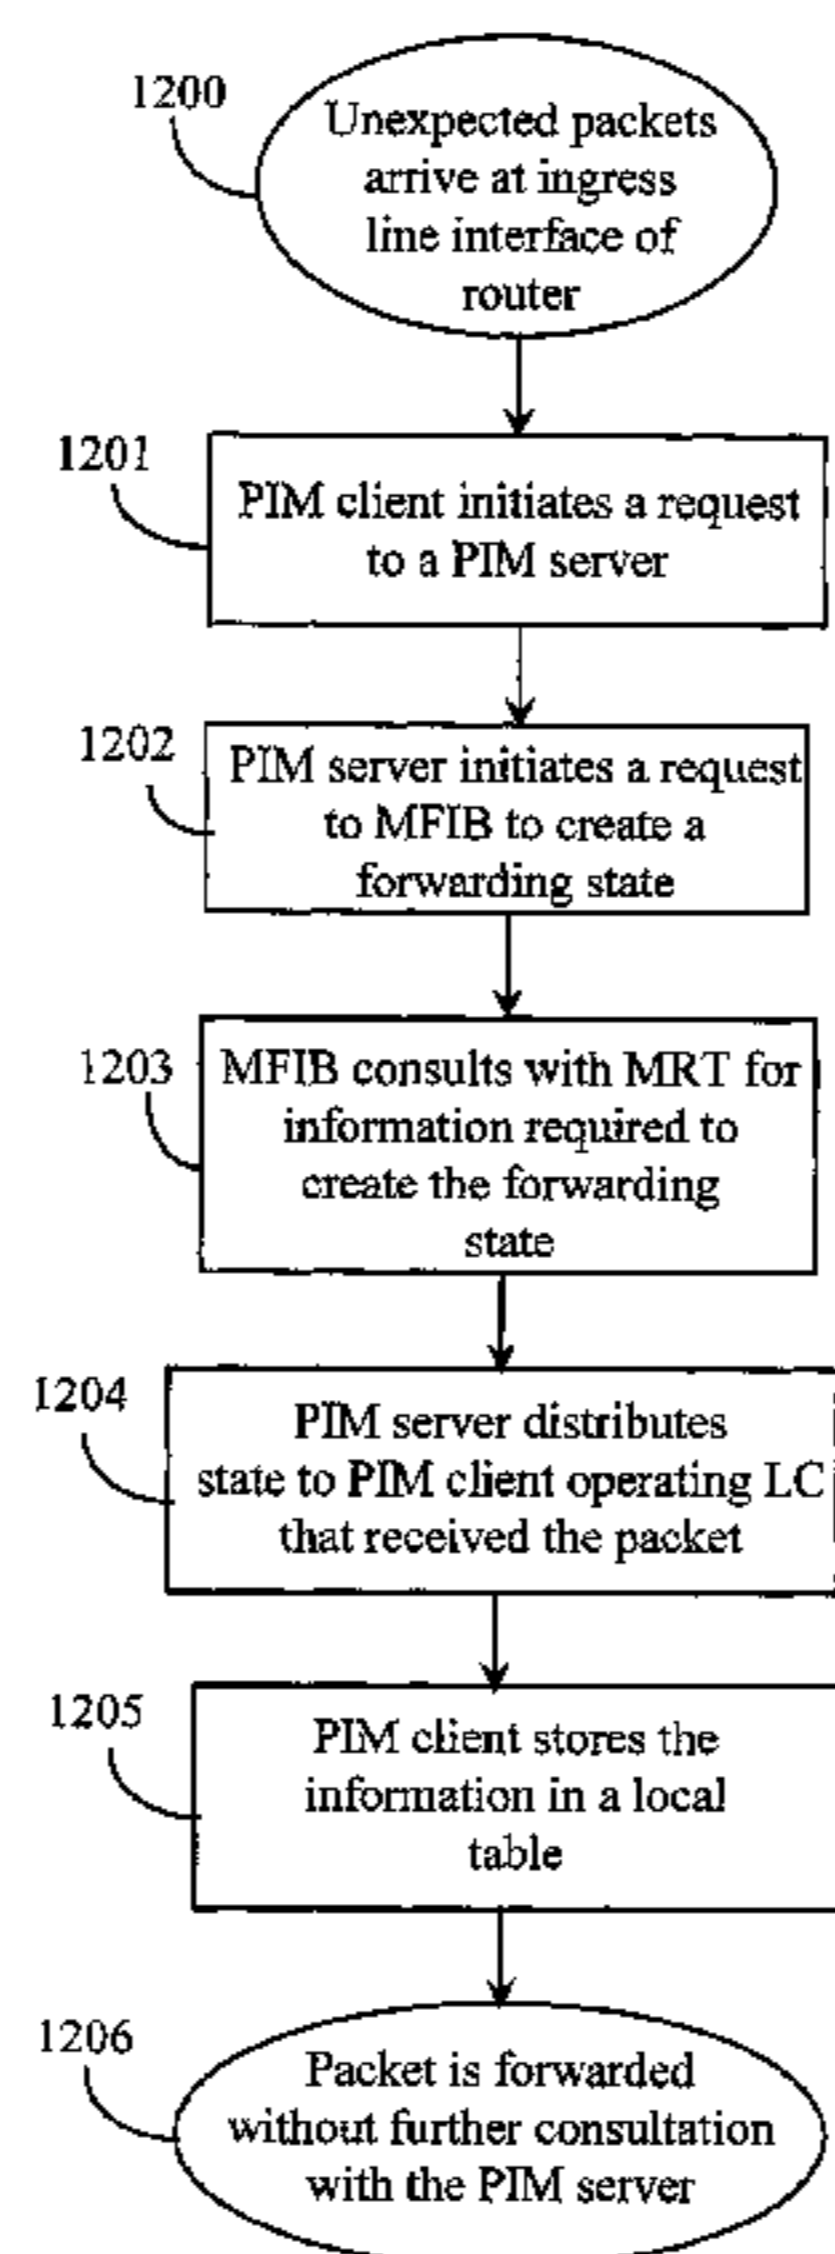 1200
Unexpected packets
arrive at ingress
line interface of
router
1201
PIM client initiates a request
to a PIM server
1202
PIM server initiates a request
to MFIB to create a
forwarding state
1203
MFIB consults with MRT for
information required to
create the forwarding
state
1204
PIM server distributes
state to PIM client operating LC
that received the packet
1205
PIM client stores the
information in a local
table
1206
Packet is forwarded
without further consultation
with the PIM server